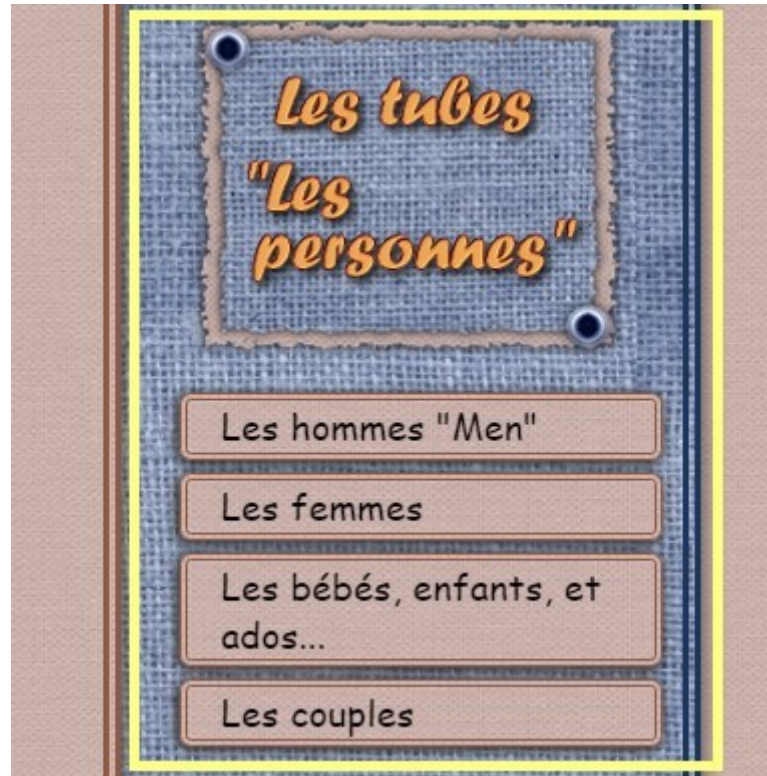 Les tubes
"Les
personnes"
Les hommes "Men"
Les femmes
Les bébés, enfants, et
ados...
Les couples